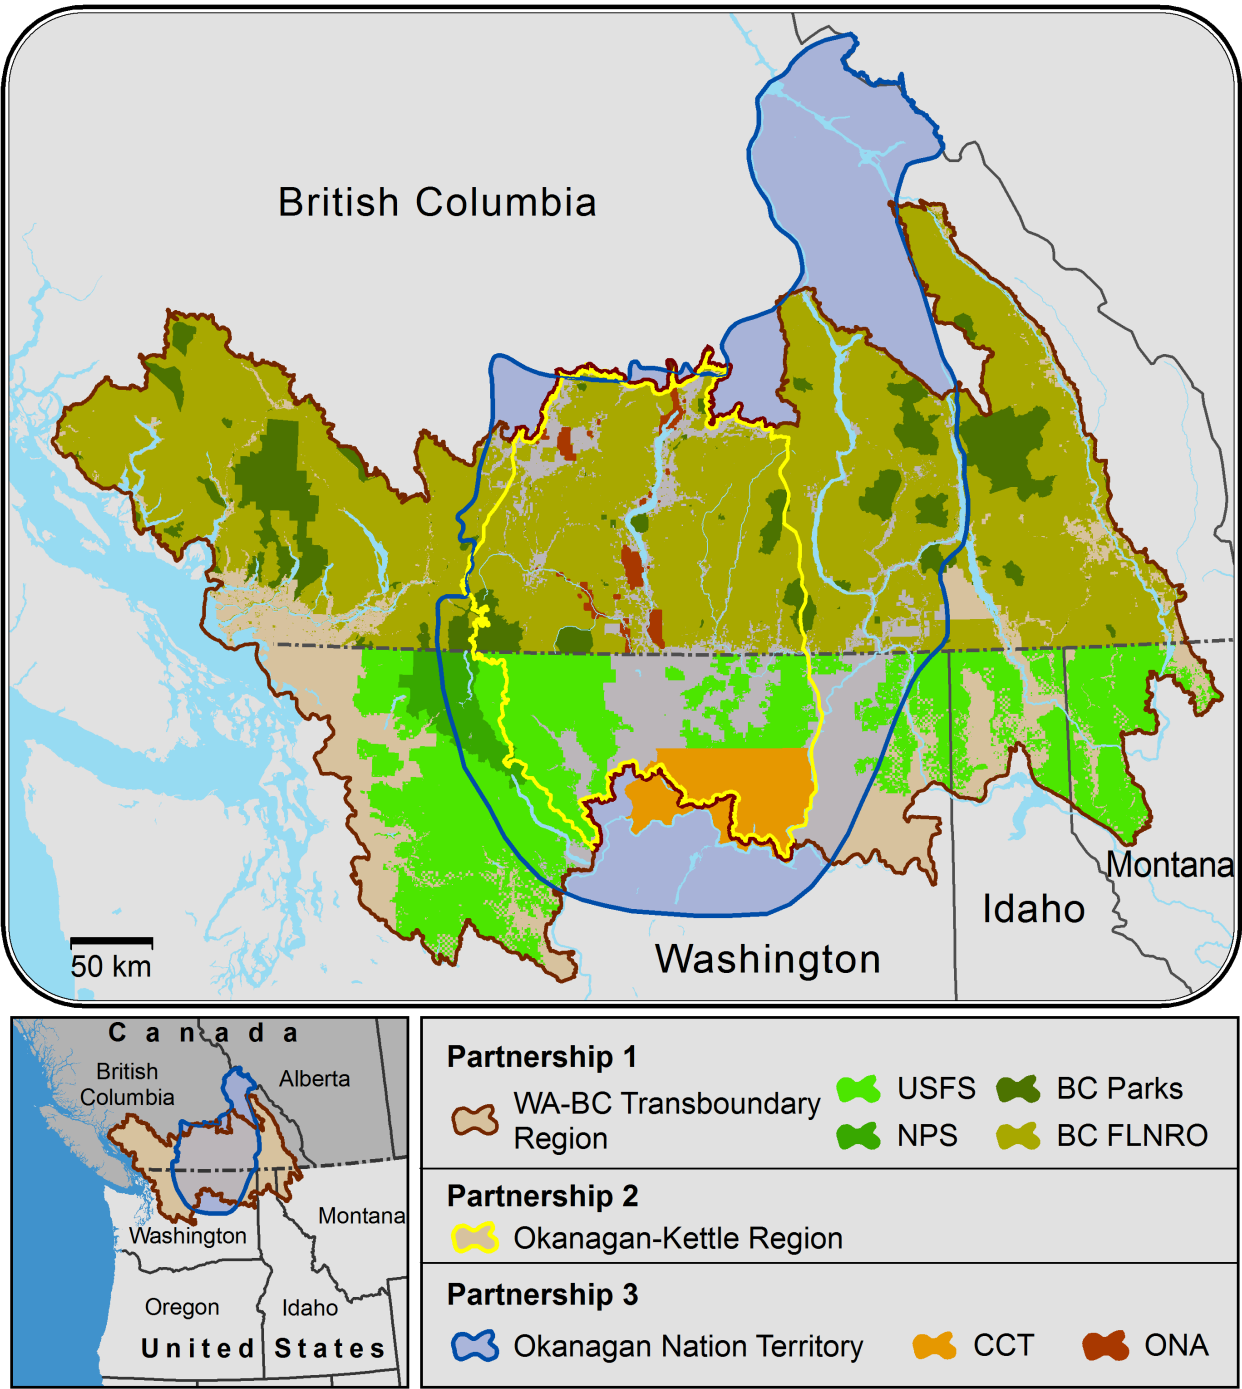 British Columbia
Montana
Idaho
Washington
50 km
Canada
British
Columbia
Alberta
Montana
Washington
Oregon
Idaho
United States
Partnership 1
WA-BC Transboundary
Region
USFS
BC Parks
NPS
BC FLNRO
Partnership 2
Okanagan-Kettle Region
Partnership 3
Okanagan Nation Territory
CCT
ONA